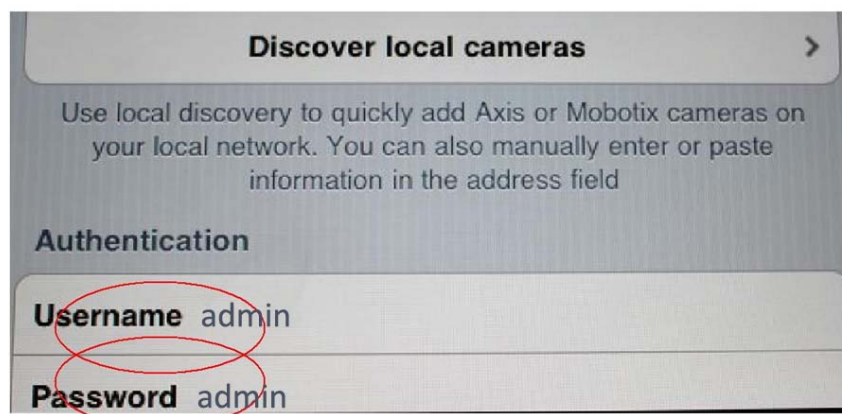 Discover local cameras >
Use local discovery to quickly add Axis or Mobotix cameras on
your local network. You can also manually enter or paste
information in the address field
Authentication
Username admin
Password admin